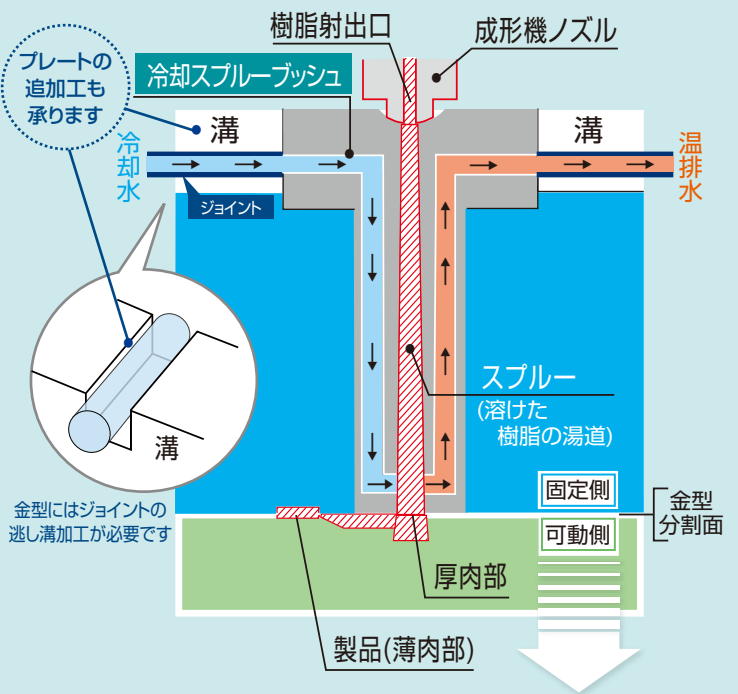 樹脂射出口
成形機ノズル
プレートの
追加工も
承ります
冷却スプルーブッシュ
溝
溝
冷却水
温排水
ジョイント
スプルー
(溶けた
樹脂の湯道)
溝
金型にはジョイントの
逃し溝加工が必要です
固定側
可動側
金型
分割面
厚肉部
製品(薄肉部)